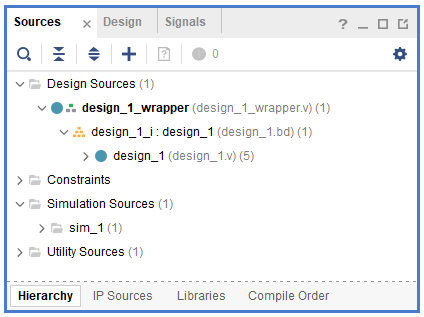 Sources Design Signals
0
Design Sources (1)
design_1_wrapper (design_1_wrapper.v) (1)
design_1_i : design_1 (design_1.bd) (1)
design_1 (design_1.v) (5)
Constraints
Simulation Sources (1)
sim_1 (1)
Utility Sources (1)
Hierarchy IP Sources Libraries Compile Order